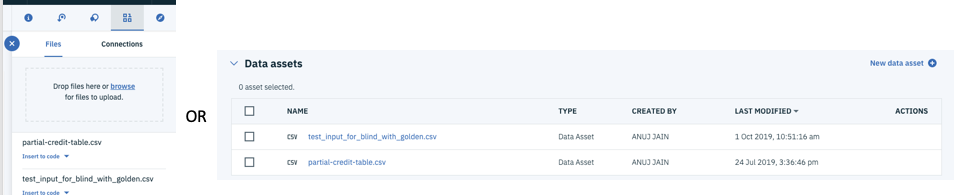 Files Connections
Drop files here or browse
for files to upload.
partial-credit-table.csv
Insert to code
test_input_for_blind_with_golden.csv
Insert to code
OR
Data assets New data asset
0 asset selected.
NAME TYPE CREATED BY LAST MODIFIED ACTIONS
CSV test_input_for_blind_with_golden.csv Data Asset ANUJ JAIN 1 Oct 2019, 10:51:16 am
CSV partial-credit-table.csv Data Asset ANUJ JAIN 24 Jul 2019, 3:36:46 pm